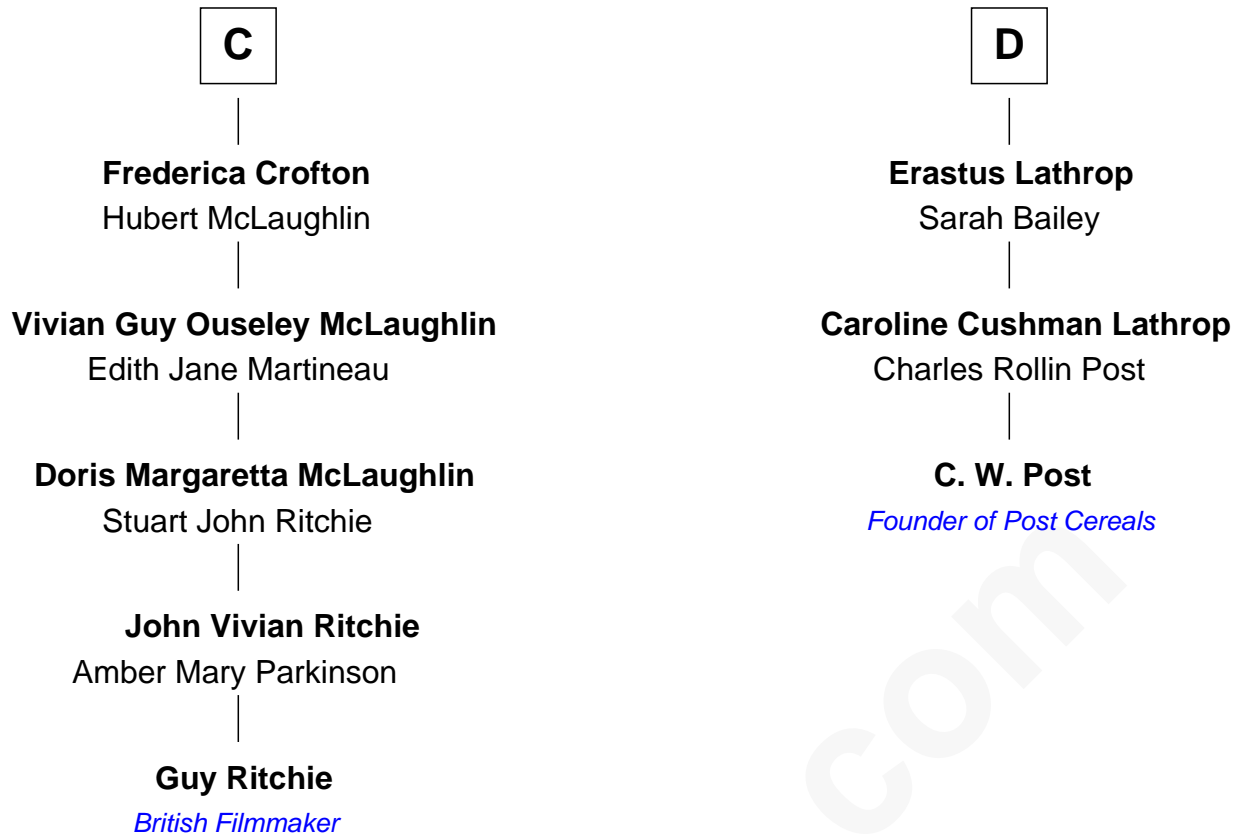 C
Frederica Crofton
Hubert McLaughlin
Vivian Guy Ouseley McLaughlin
Edith Jane Martineau
Doris Margaretta McLaughlin
Stuart John Ritchie
John Vivian Ritchie
Amber Mary Parkinson
Guy Ritchie
British Filmmaker
D
Erastus Lathrop
Sarah Bailey
Caroline Cushman Lathrop
Charles Rollin Post
C. W. Post
Founder of Post Cereals
com